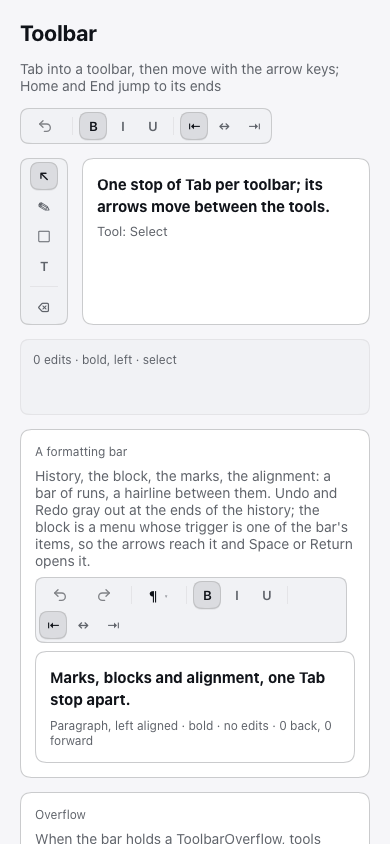 Toolbar
Tab into a toolbar, then move with the arrow keys;
Home and End jump to its ends
B I U
One stop of Tab per toolbar; its
arrows move between the tools.
Tool: Select
T
0 edits · bold, left · select
A formatting bar
History, the block, the marks, the alignment: a
bar of runs, a hairline between them. Undo and
Redo gray out at the ends of the history; the
block is a menu whose trigger is one of the bar's
items, so the arrows reach it and Space or Return
opens it.
¶ · B I U
Marks, blocks and alignment, one Tab
stop apart.
Paragraph, left aligned · bold · no edits · 0 back, 0
forward
Overflow
When the bar holds a ToolbarOverflow, tools